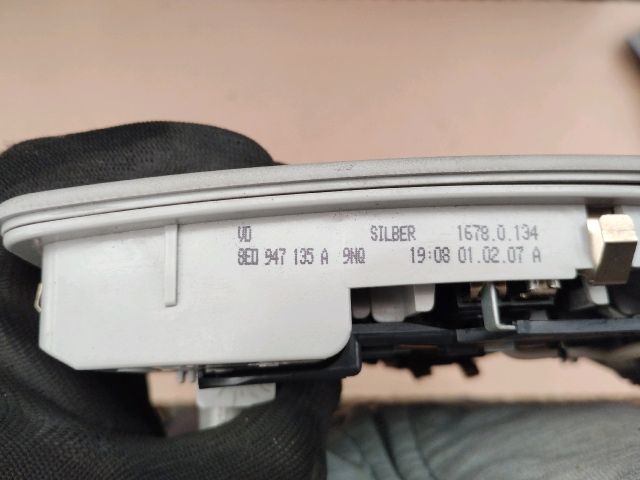 VD SILBER 1678.0.134
8E0 947 135 A 9NQ 19:08 01.02.07 A